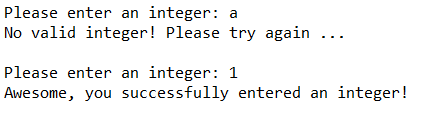 Please enter an integer: a
No valid integer! Please try again ...
Please enter an integer: 1
Awesome, you successfully entered an integer!